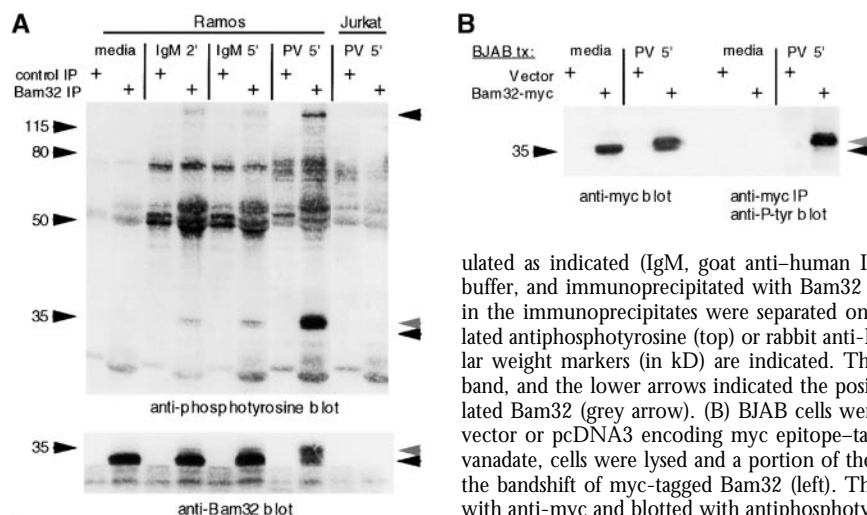 A
Ramos
Jurkat
media
IgM 2'
IgM 5'
PV 5'
PV 5'
control IP + + + + +
Bam32 IP + + + + +
115
80
50
35
anti-phosphotyrosine blot
35
anti-Bam32 blot
B
BJAB tx:
media
PV 5'
media
PV 5'
Vector + + + +
Bam32-myc + + + +
35
anti-myc blot
anti-myc IP
anti-P-tyr blot
ulated as indicated (IgM, goat anti–human I
buffer, and immunoprecipitated with Bam32
in the immunoprecipitates were separated on
lated antiphosphotyrosine (top) or rabbit anti-
lar weight markers (in kD) are indicated. Th
band, and the lower arrows indicated the posi
lated Bam32 (grey arrow). (B) BJAB cells wer
vector or pcDNA3 encoding myc epitope–ta
vanadate, cells were lysed and a portion of the
the bandshift of myc-tagged Bam32 (left). Th
with anti-myc and blotted with antiphosphoty